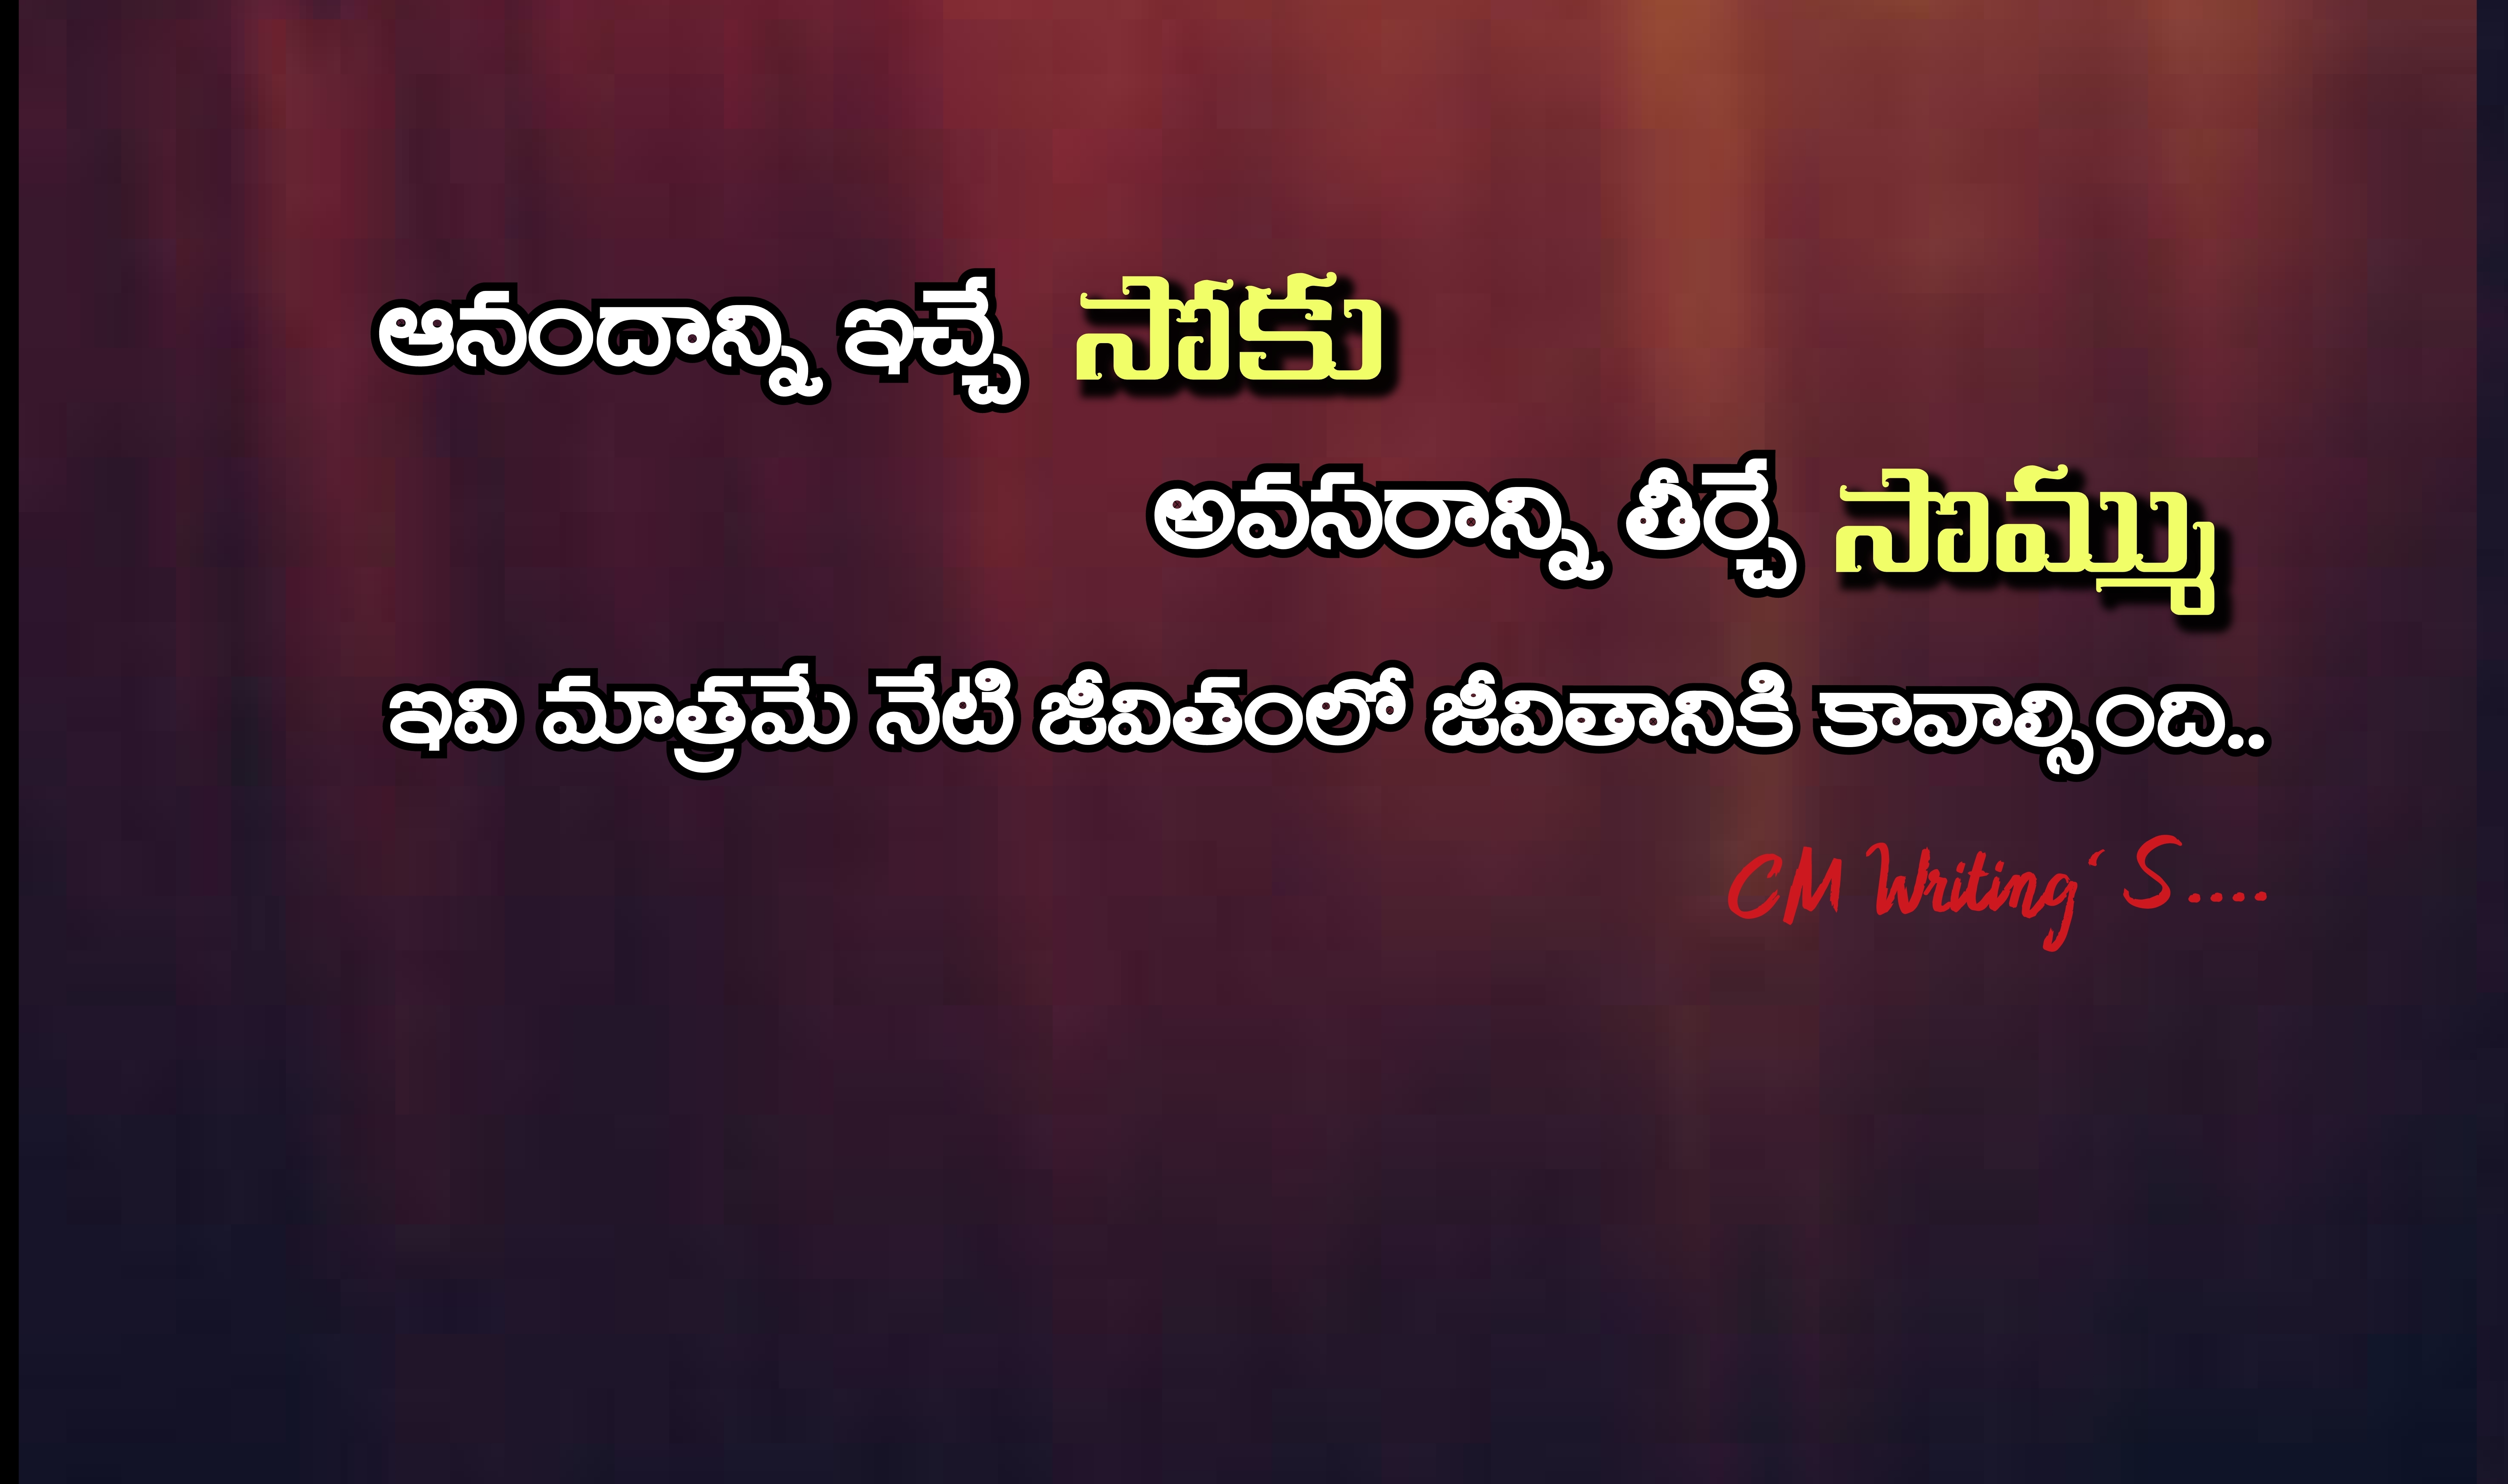 ఆనందాన్ని ఇచ్చే సోకు
అవసరాన్ని తీర్చే సొమ్ము
ఇవి మాత్రమే నేటి జీవితంలో జీవితానికి కావాల్సింది..
CM Writing' S....